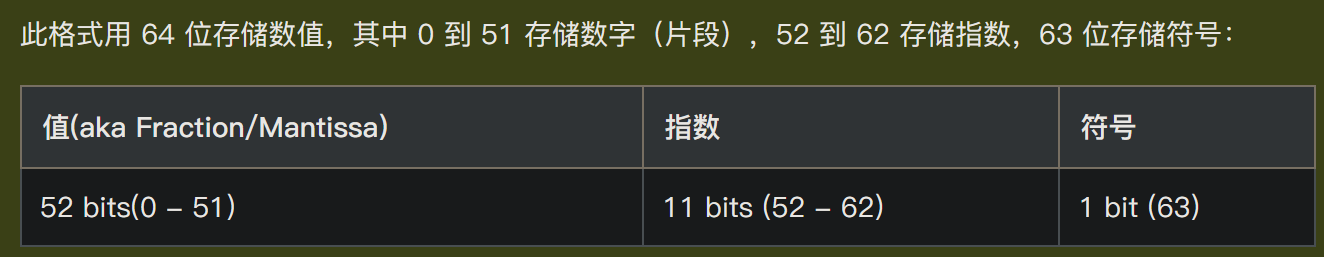 此格式用 64 位存储数值，其中 0 到 51 存储数字（片段），52 到 62 存储指数，63 位存储符号：
值(aka Fraction/Mantissa) 指数 符号
52 bits(0 - 51) 11 bits (52 - 62) 1 bit (63)